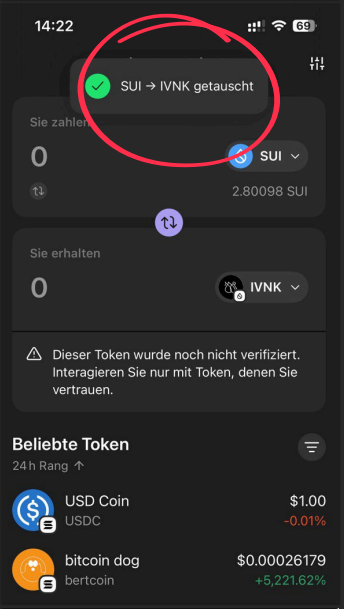 14:22
69
SUI → IVNK getauscht
Sie zahlen
0
SUI
2.80098 SUI
Sie erhalten
0
IVNK
Dieser Token wurde noch nicht verifiziert.
Interagieren Sie nur mit Token, denen Sie
vertrauen.
Beliebte Token
24h Rang ↑
USD Coin
$1.00
USDC
-0.01%
bitcoin dog
$0.00026179
bertcoin
+5,221.62%